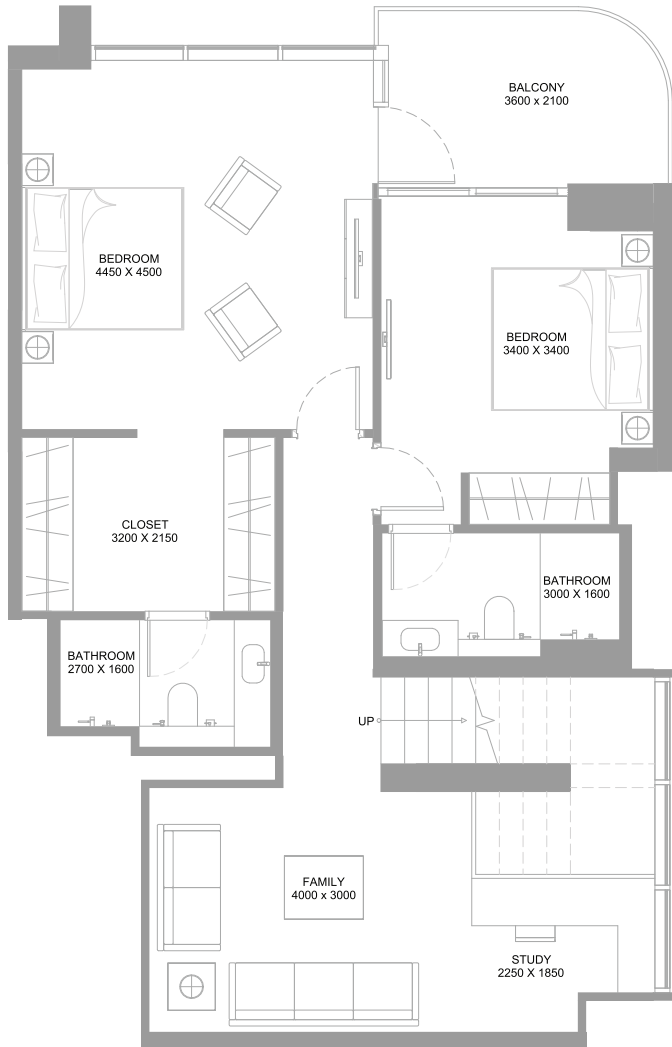 BALCONY
3600 x 2100
BEDROOM
4450 X 4500
BEDROOM
3400 X 3400
CLOSET
3200 X 2150
BATHROOM
3000 X 1600
BATHROOM
2700 X 1600
UP
FAMILY
4000 x 3000
STUDY
2250 X 1850